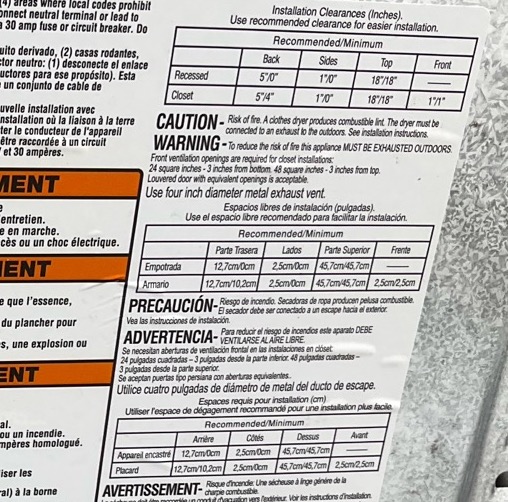 (4) areas where local codes prohibit
onnect neutral terminal or lead to
a 30 amp fuse or circuit breaker. Do
uito derivado, (2) casas rodantes,
ctor neutro: (1) desconecte el enlace
uctores para ese propósito). Esta
un conjunto de cable de
uvelle installation avec
nstallation où la liaison à la terre
ter le conducteur de l'appareil
être raccordée à un circuit
et 30 ampères.
MENT
entretien.
e en marche.
cès ou un choc électrique.
MENT
e que l'essence,
du plancher pour
s, une explosion ou
ENT
al.
ou un incendie.
mpères homologué.
iser les
ral) à la borne
Installation Clearances (Inches).
Use recommended clearance for easier installation.
Recommended/Minimum
Back Sides Top Front
Recessed 5"/0" 1"/0" 18"/18" ——
Closet 5"/4" 1"/0" 18"/18" 1"/1"
CAUTION - Risk of fire. A clothes dryer produces combustible lint. The dryer must be
connected to an exhaust to the outdoors. See installation instructions.
WARNING - To reduce the risk of fire this appliance MUST BE EXHAUSTED OUTDOORS.
Front ventilation openings are required for closet installations:
24 square inches - 3 inches from bottom. 48 square inches - 3 inches from top.
Louvered door with equivalent openings is acceptable.
Use four inch diameter metal exhaust vent.
Espacios libres de instalación (pulgadas).
Use el espacio libre recomendado para facilitar la instalación.
Recommended/Minimum
Parte Trasera Lados Parte Superior Frente
Empotrada 12,7cm/0cm 2,5cm/0cm 45,7cm/45,7cm ——
Armario 12,7cm/10,2cm 2,5cm/0cm 45,7cm/45,7cm 2,5cm/2,5cm
PRECAUCIÓN- Riesgo de incendio. Secadoras de ropa producen pelusa combustible.
El secador debe ser conectado a un escape hacia el exterior.
Vea las instrucciones de instalación.
ADVERTENCIA- Para reducir el riesgo de incendios este aparato DEBE
VENTILARSE AL AIRE LIBRE.
Se necesitan aberturas de ventilación frontal en las instalaciones en clóset:
24 pulgadas cuadradas – 3 pulgadas desde la parte inferior. 48 pulgadas cuadradas –
3 pulgadas desde la parte superior.
Se aceptan puertas tipo persiana con aberturas equivalentes.
Utilice cuatro pulgadas de diámetro de metal del ducto de escape.
Espaces requis pour installation (cm)
Utiliser l'espace de dégagement recommandé pour une installation plus facile.
Recommended/Minimum
Arrière Côtés Dessus Avant
Appareil encastré 12,7cm/0cm 2,5cm/0cm 45,7cm/45,7cm ——
Placard 12,7cm/10,2cm 2,5cm/0cm 45,7cm/45,7cm 2,5cm/2,5cm
AVERTISSEMENT- Risque d'incendie: Une sécheuse à linge génère de la
charpie combustible.
un conduit d'évacuation vers l'extérieur. Voir les instructions d'installation.